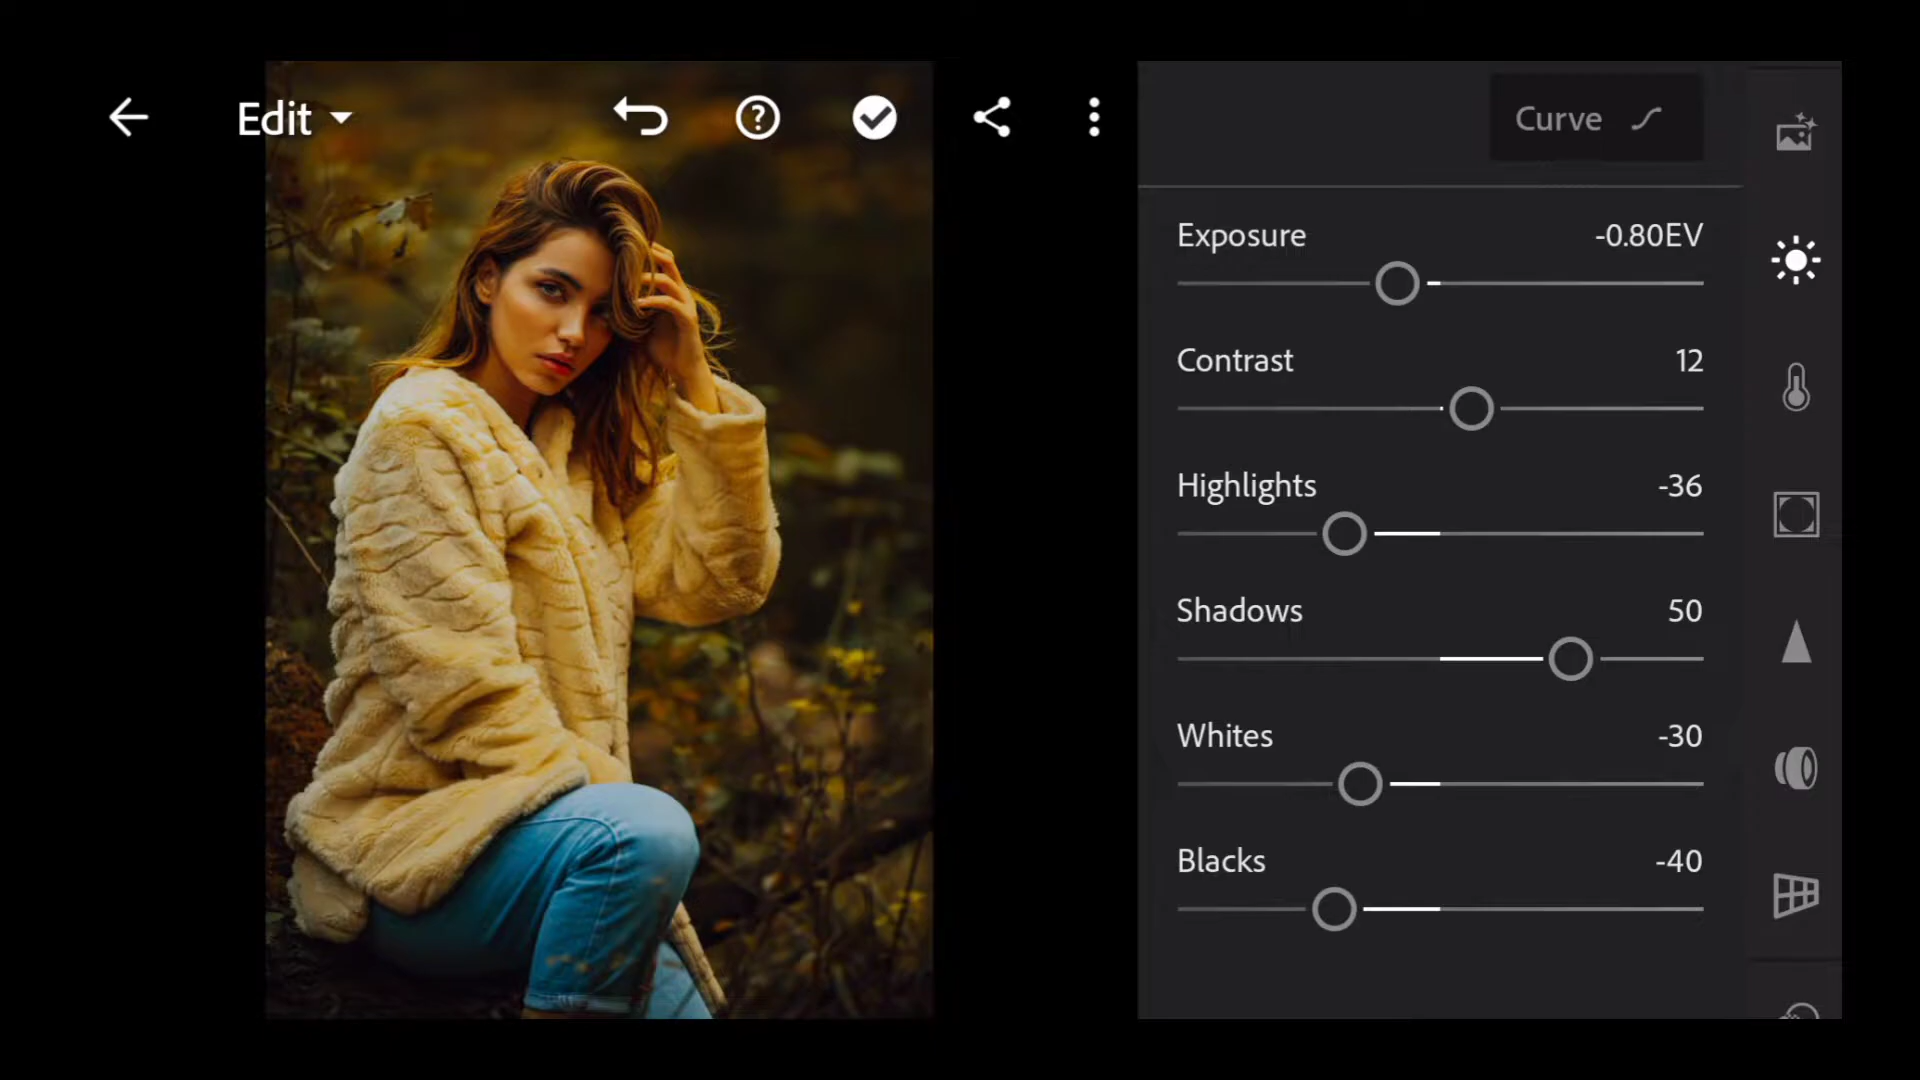 Edit
Curve
Exposure -0.80EV
Contrast 12
Highlights -36
Shadows 50
Whites -30
Blacks -40